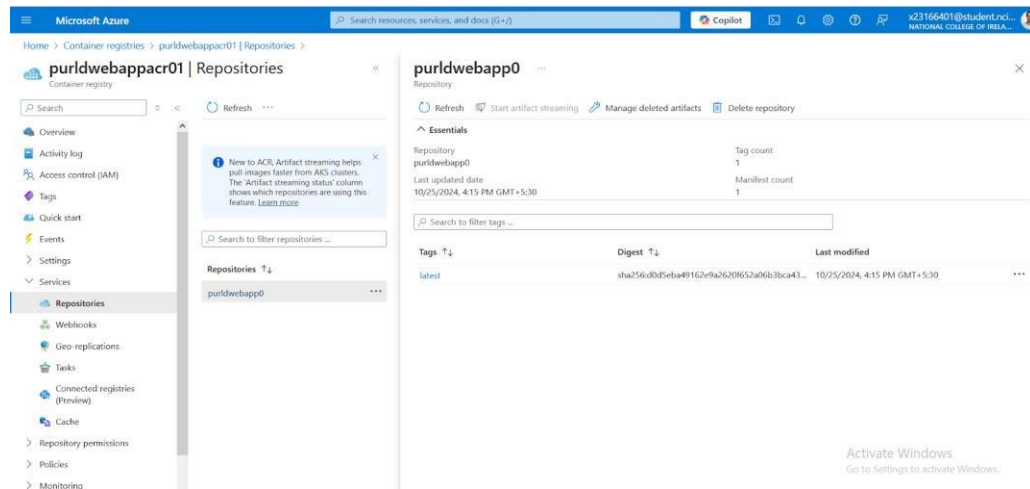 Microsoft Azure
Search resources, services, and docs (G+/)
Copilot
x23166401@student.nci...
NATIONAL COLLEGE OF IRELA...
Home > Container registries > purldwebappacr01 | Repositories >
purldwebappacr01 | Repositories
Container registry
Search
Overview
Activity log
Access control (IAM)
Tags
Quick start
Events
Settings
Services
Repositories
Webhooks
Geo-replications
Tasks
Connected registries
(Preview)
Cache
Repository permissions
Policies
Monitoring
Refresh
New to ACR, Artifact streaming helps
pull images faster from AKS clusters.
The 'Artifact streaming status' column
shows which repositories are using this
feature. Learn more
Search to filter repositories ...
Repositories
purldwebapp0
purldwebapp0
Repository
Refresh Start artifact streaming Manage deleted artifacts Delete repository
Essentials
Repository
purldwebapp0
Last updated date
10/25/2024, 4:15 PM GMT+5:30
Tag count
1
Manifest count
1
Search to filter tags ...
Tags Digest Last modified
latest sha256:d0d5eba49162e9a2620f652a06b3bca43... 10/25/2024, 4:15 PM GMT+5:30
Activate Windows
Go to Settings to activate Windows.